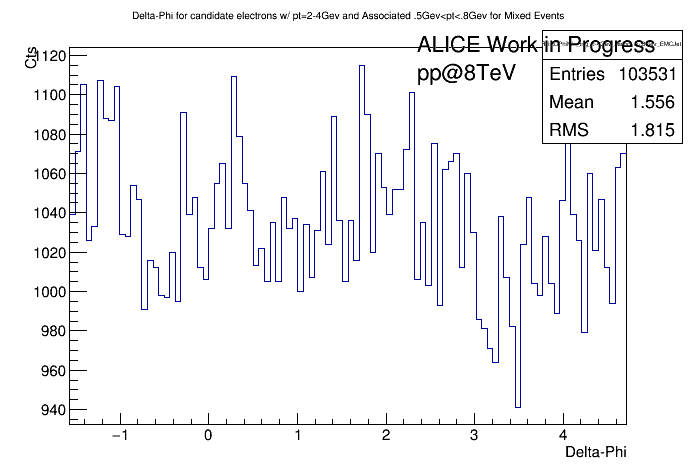 Delta-Phi for candidate electrons w/ pt=2-4Gev and Associated .5Gev<pt<.8Gev for Mixed Events
Cts
ALICE Work in Progress
pp@8TeV
Entries 103531
Mean 1.556
RMS 1.815
1120
1100
1080
1060
1040
1020
1000
980
960
940
−1 0 1 2 3 4
Delta-Phi